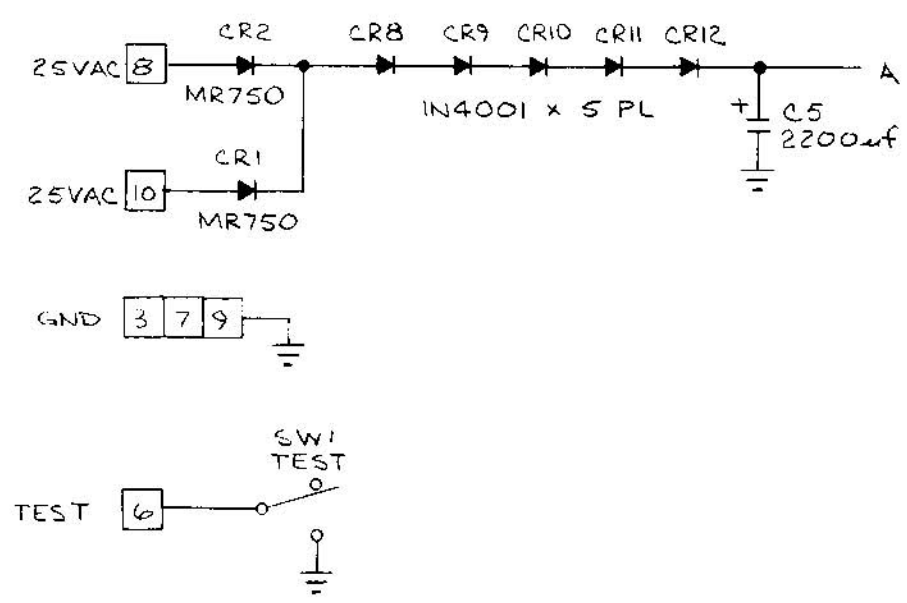 CR2 CR8 CR9 CR10 CR11 CR12
25VAC 8 A
MR750 1N4001 x 5 PL + C5
2200uf
CR1
25VAC 10
MR750
GND 3 7 9
SW1
TEST
TEST 6